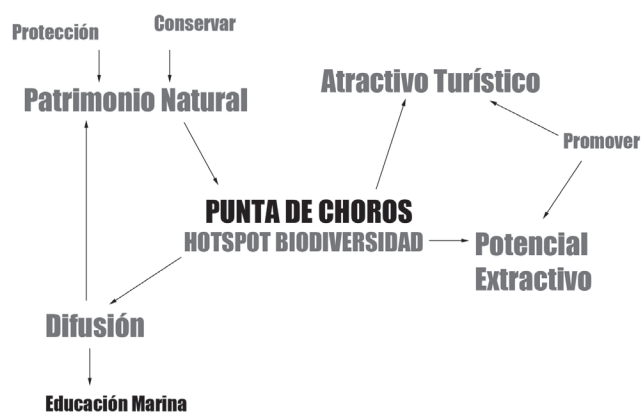 Protección
Conservar
Patrimonio Natural
Atractivo Turístico
Promover
PUNTA DE CHOROS
HOTSPOT BIODIVERSIDAD
Potencial
Extractivo
Difusión
Educación Marina